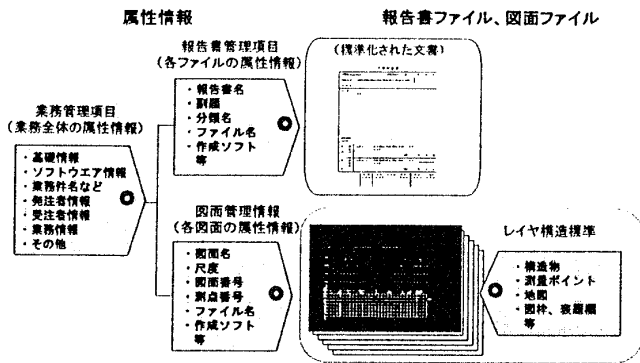 属性情報
報告書ファイル、図面ファイル
報告書管理項目
(各ファイルの属性情報)
・報告書名
・副題
・分類名
・ファイル名
・作成ソフト
等
(標準化された文書)
業務管理項目
(業務全体の属性情報)
・基礎情報
・ソフトウエア情報
・業務件名など
・発注者情報
・受注者情報
・業務情報
・その他
図面管理情報
(各図面の属性情報)
・図面名
・尺度
・図面番号
・測点番号
・ファイル名
・作成ソフト
等
レイヤ構造標準
・構造物
・測量ポイント
・地図
・図枠、表題欄
等